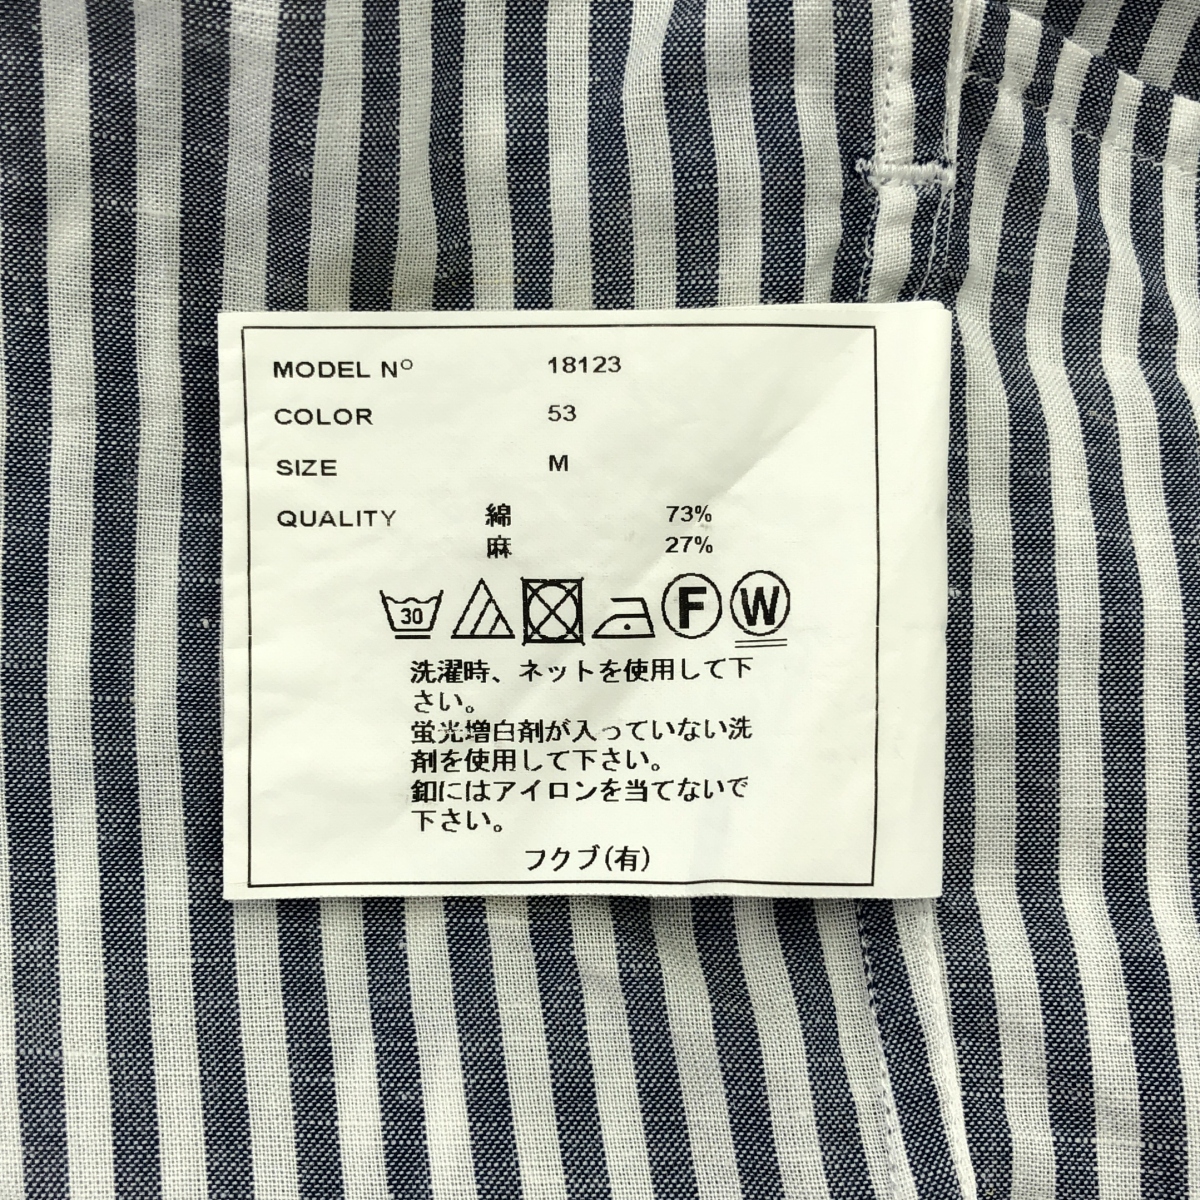 MODEL Nº 18123
COLOR 53
SIZE M
QUALITY 綿 73%
麻 27%
30 F W
洗濯時、ネットを使用して下
さい。
蛍光増白剤が入っていない洗
剤を使用して下さい。
釦にはアイロンを当てないで
下さい。
フクブ(有)